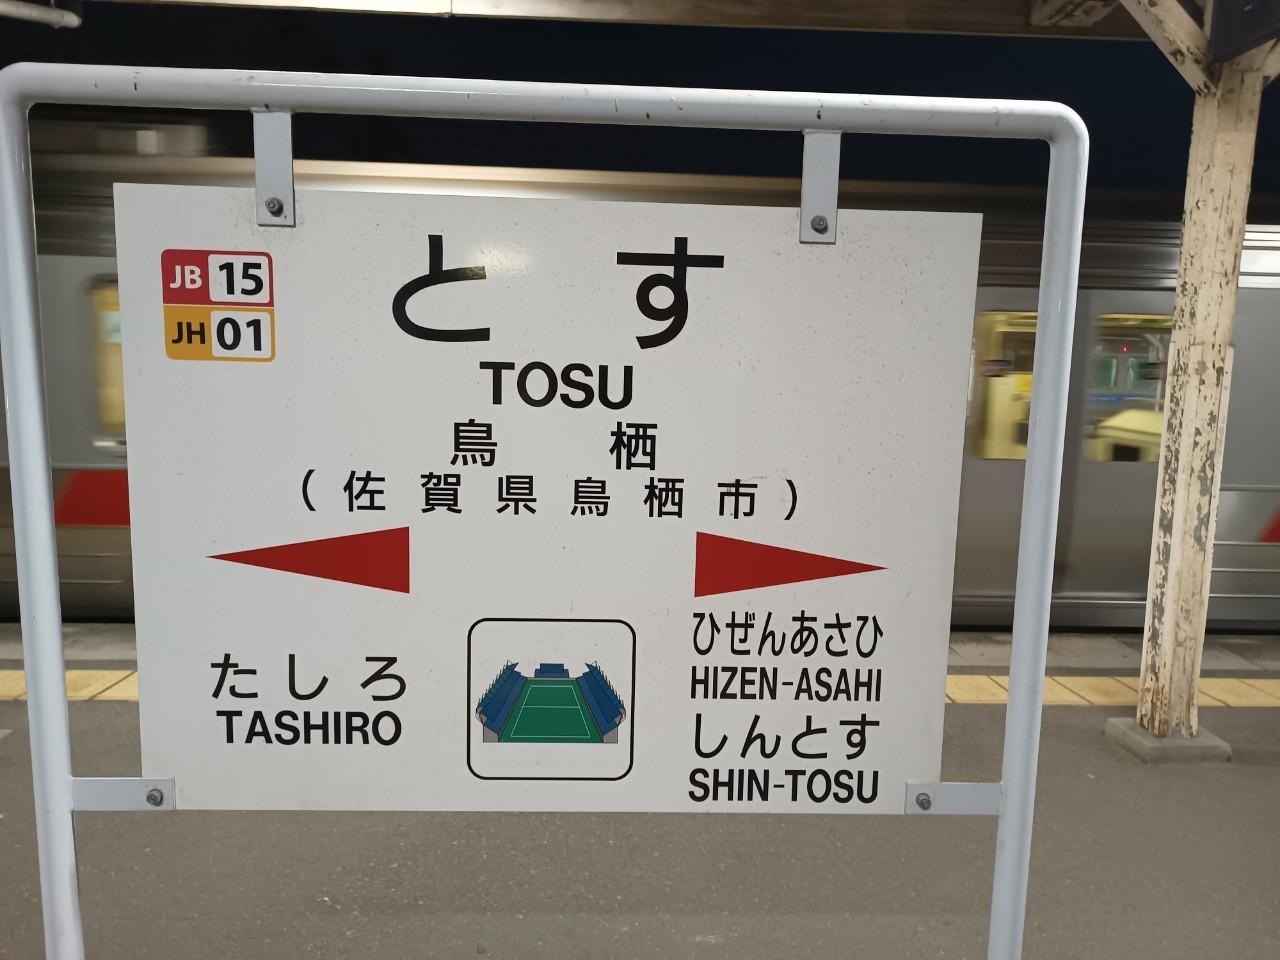 JB 15
JH 01
とす
TOSU
鳥栖
（佐賀県鳥栖市）
たしろ
TASHIRO
ひぜんあさひ
HIZEN-ASAHI
しんとす
SHIN-TOSU